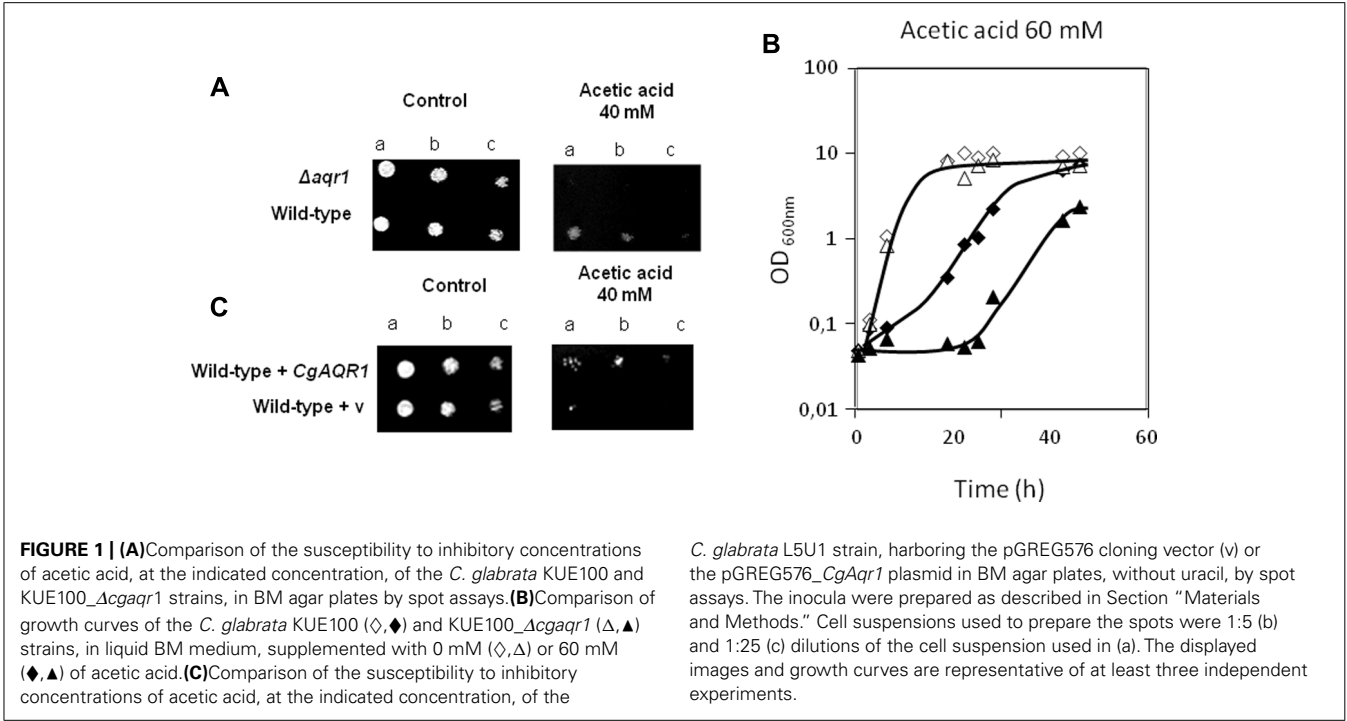 A
Control
Acetic acid
40 mM
a b c
a b c
Δaqr1
Wild-type
C
Control
Acetic acid
40 mM
a b c
a b c
Wild-type + CgAQR1
Wild-type + v
B
Acetic acid 60 mM
100
10
1
0,1
0,01
OD600nm
0 20 40 60
Time (h)
FIGURE 1 | (A)Comparison of the susceptibility to inhibitory concentrations
of acetic acid, at the indicated concentration, of the C. glabrata KUE100 and
KUE100_Δcgaqr1 strains, in BM agar plates by spot assays.(B)Comparison of
growth curves of the C. glabrata KUE100 (◇,◆) and KUE100_Δcgaqr1 (Δ,▲)
strains, in liquid BM medium, supplemented with 0 mM (◇,Δ) or 60 mM
(◆,▲) of acetic acid.(C)Comparison of the susceptibility to inhibitory
concentrations of acetic acid, at the indicated concentration, of the
C. glabrata L5U1 strain, harboring the pGREG576 cloning vector (v) or
the pGREG576_CgAqr1 plasmid in BM agar plates, without uracil, by spot
assays. The inocula were prepared as described in Section “Materials
and Methods.” Cell suspensions used to prepare the spots were 1:5 (b)
and 1:25 (c) dilutions of the cell suspension used in (a). The displayed
images and growth curves are representative of at least three independent
experiments.